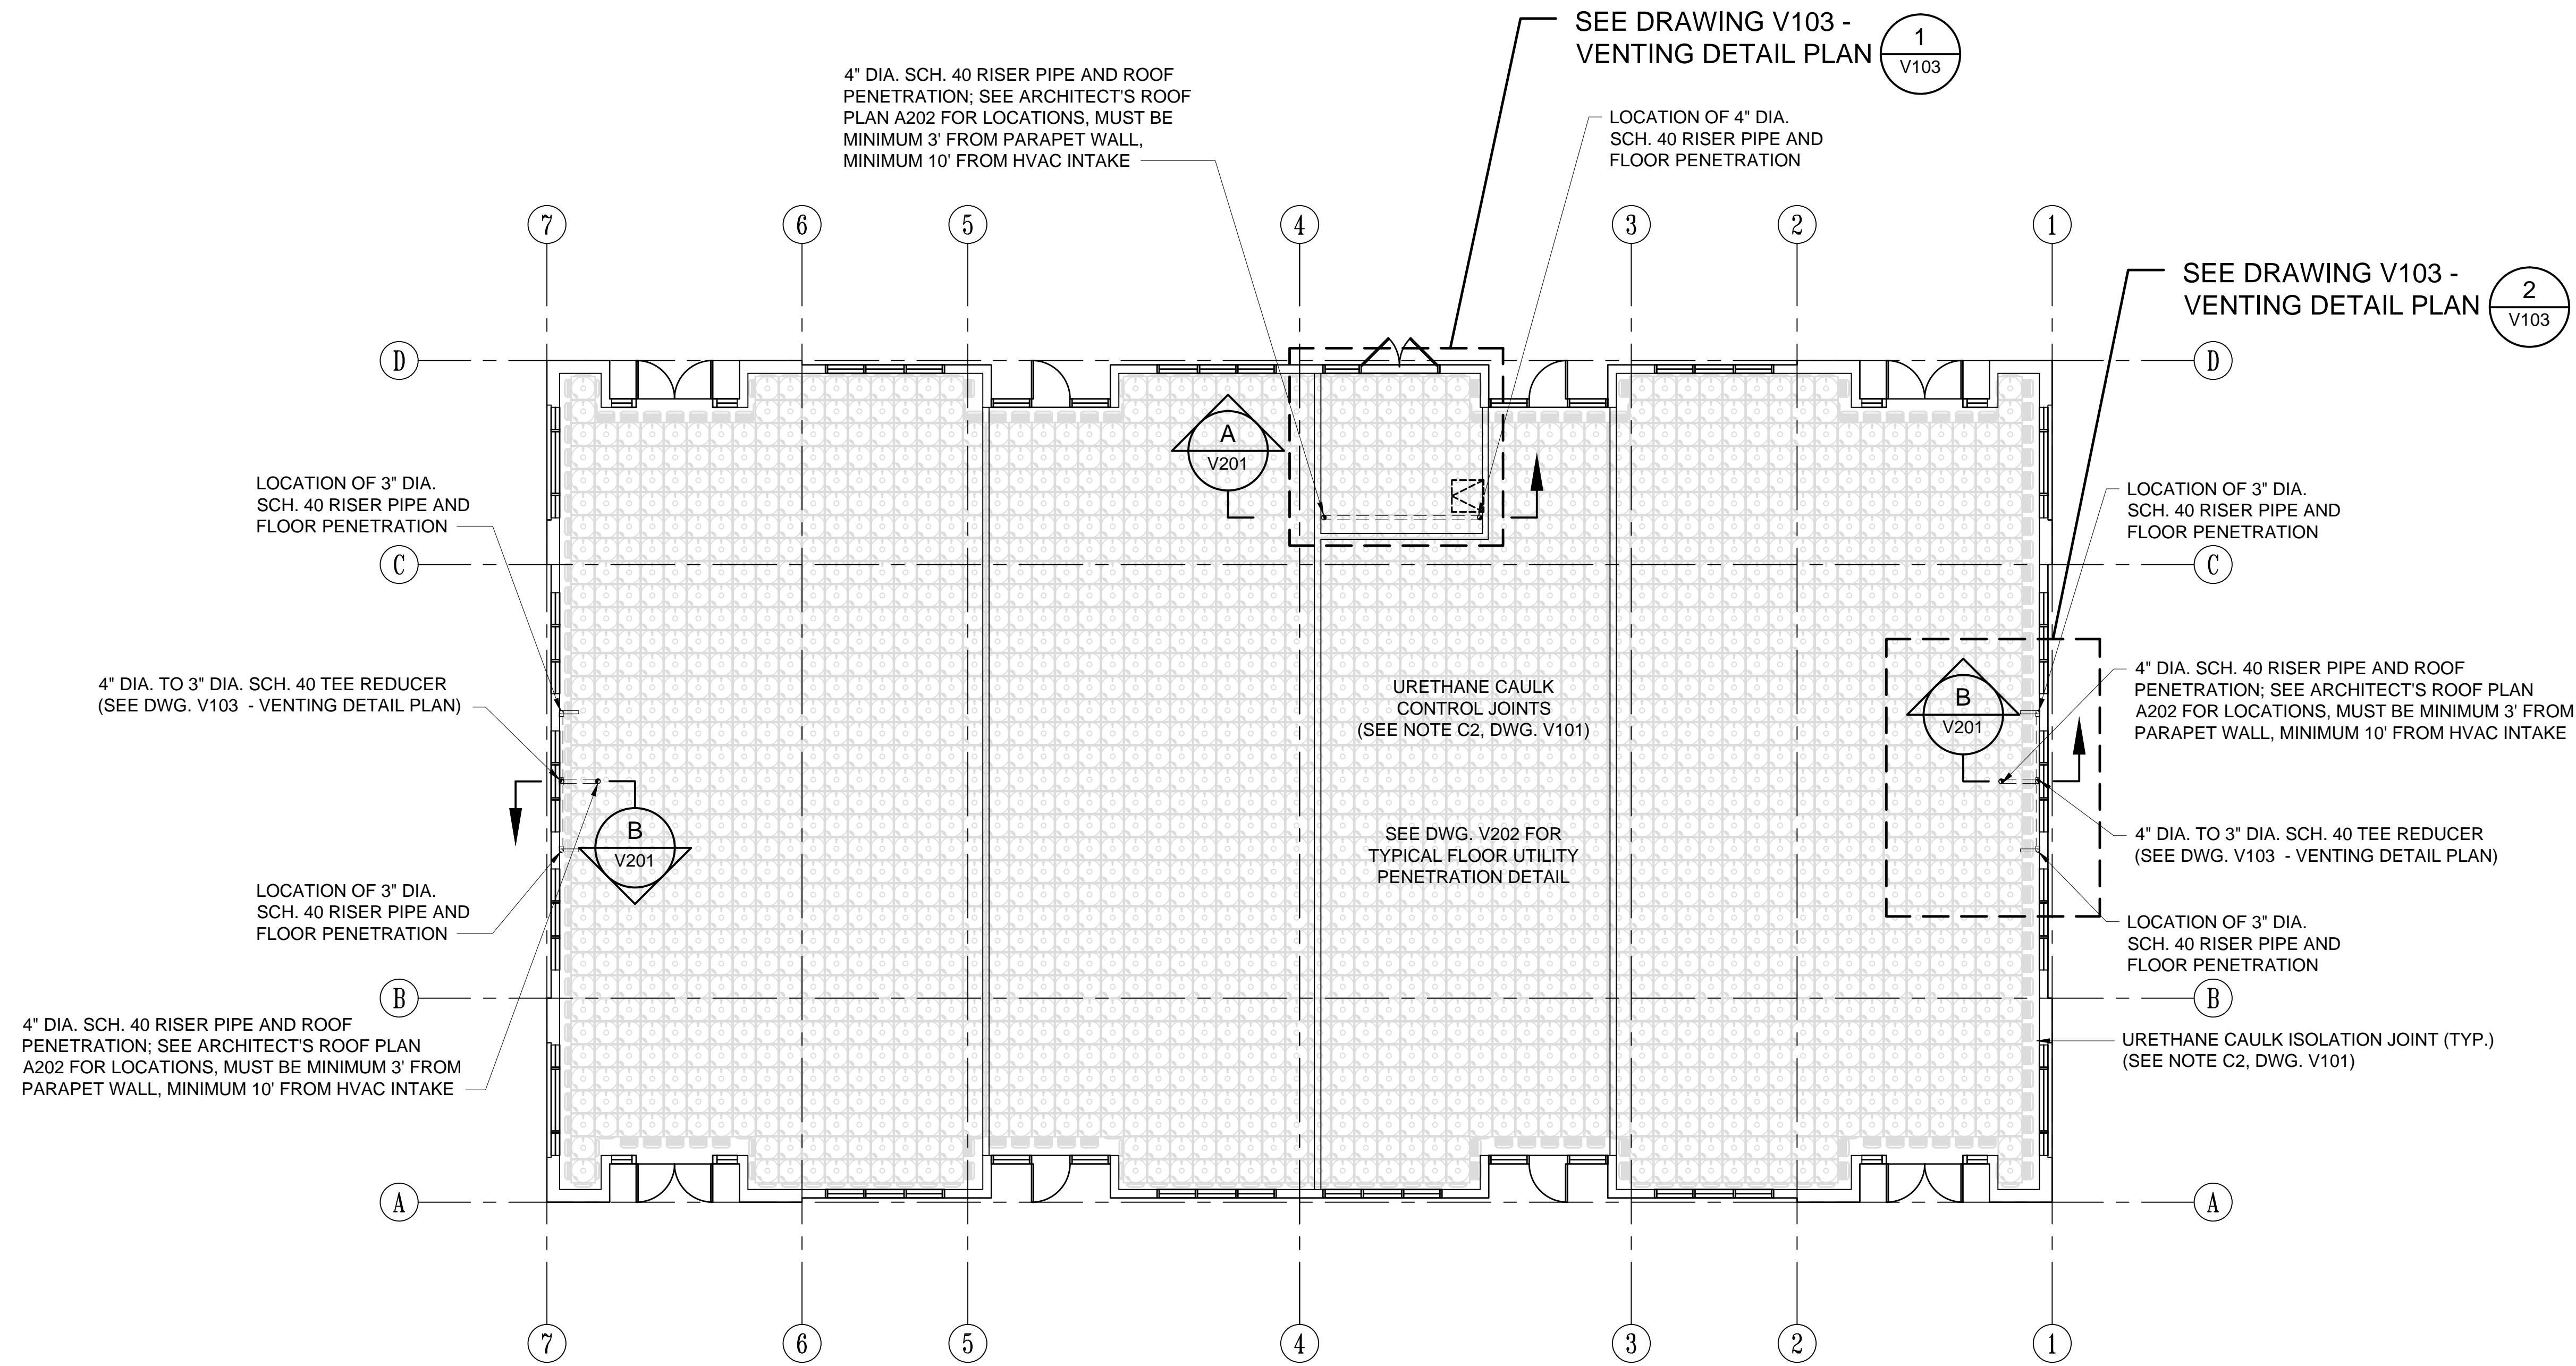 SEE DRAWING V103 -
VENTING DETAIL PLAN
1
V103
4" DIA. SCH. 40 RISER PIPE AND ROOF
PENETRATION; SEE ARCHITECT'S ROOF
PLAN A202 FOR LOCATIONS, MUST BE
MINIMUM 3' FROM PARAPET WALL,
MINIMUM 10' FROM HVAC INTAKE
LOCATION OF 4" DIA.
SCH. 40 RISER PIPE AND
FLOOR PENETRATION
7
6
5
4
3
2
1
SEE DRAWING V103 -
VENTING DETAIL PLAN
2
V103
D
D
A
V201
LOCATION OF 3" DIA.
SCH. 40 RISER PIPE AND
FLOOR PENETRATION
LOCATION OF 3" DIA.
SCH. 40 RISER PIPE AND
FLOOR PENETRATION
C
C
4" DIA. TO 3" DIA. SCH. 40 TEE REDUCER
(SEE DWG. V103 - VENTING DETAIL PLAN)
URETHANE CAULK
CONTROL JOINTS
(SEE NOTE C2, DWG. V101)
B
V201
4" DIA. SCH. 40 RISER PIPE AND ROOF
PENETRATION; SEE ARCHITECT'S ROOF PLAN
A202 FOR LOCATIONS, MUST BE MINIMUM 3' FROM
PARAPET WALL, MINIMUM 10' FROM HVAC INTAKE
B
V201
SEE DWG. V202 FOR
TYPICAL FLOOR UTILITY
PENETRATION DETAIL
4" DIA. TO 3" DIA. SCH. 40 TEE REDUCER
(SEE DWG. V103 - VENTING DETAIL PLAN)
LOCATION OF 3" DIA.
SCH. 40 RISER PIPE AND
FLOOR PENETRATION
LOCATION OF 3" DIA.
SCH. 40 RISER PIPE AND
FLOOR PENETRATION
B
B
4" DIA. SCH. 40 RISER PIPE AND ROOF
PENETRATION; SEE ARCHITECT'S ROOF PLAN
A202 FOR LOCATIONS, MUST BE MINIMUM 3' FROM
PARAPET WALL, MINIMUM 10' FROM HVAC INTAKE
URETHANE CAULK ISOLATION JOINT (TYP.)
(SEE NOTE C2, DWG. V101)
A
A
7
6
5
4
3
2
1